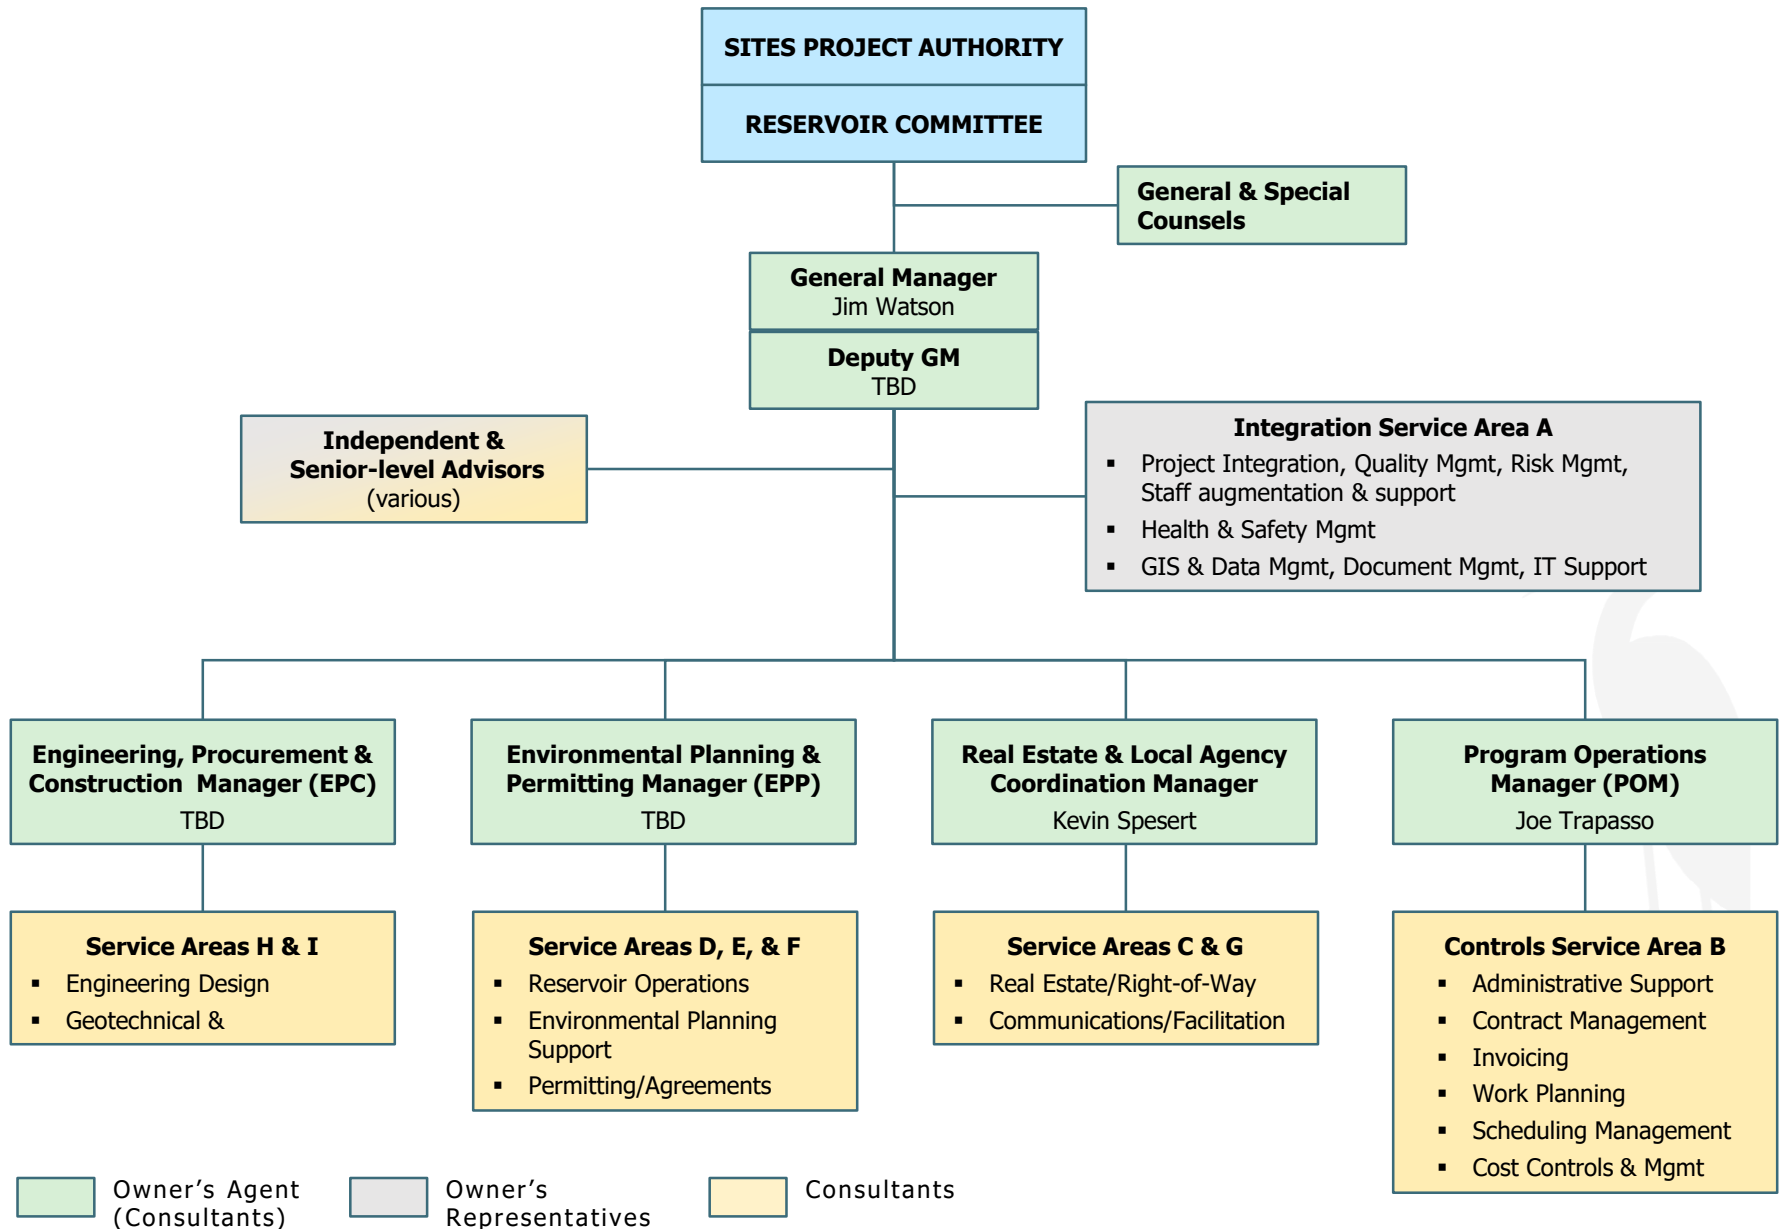 SITES PROJECT AUTHORITY
RESERVOIR COMMITTEE
General & Special
Counsels
General Manager
Jim Watson
Deputy GM
TBD
Independent &
Senior-level Advisors
(various)
Integration Service Area A
▪ Project Integration, Quality Mgmt, Risk Mgmt,
Staff augmentation & support
▪ Health & Safety Mgmt
▪ GIS & Data Mgmt, Document Mgmt, IT Support
Engineering, Procurement &
Construction Manager (EPC)
TBD
Environmental Planning &
Permitting Manager (EPP)
TBD
Real Estate & Local Agency
Coordination Manager
Kevin Spesert
Program Operations
Manager (POM)
Joe Trapasso
Service Areas H & I
▪ Engineering Design
▪ Geotechnical &
Service Areas D, E, & F
▪ Reservoir Operations
▪ Environmental Planning
Support
▪ Permitting/Agreements
Service Areas C & G
▪ Real Estate/Right-of-Way
▪ Communications/Facilitation
Controls Service Area B
▪ Administrative Support
▪ Contract Management
▪ Invoicing
▪ Work Planning
▪ Scheduling Management
▪ Cost Controls & Mgmt
Owner's Agent
(Consultants)
Owner's
Representatives
Consultants